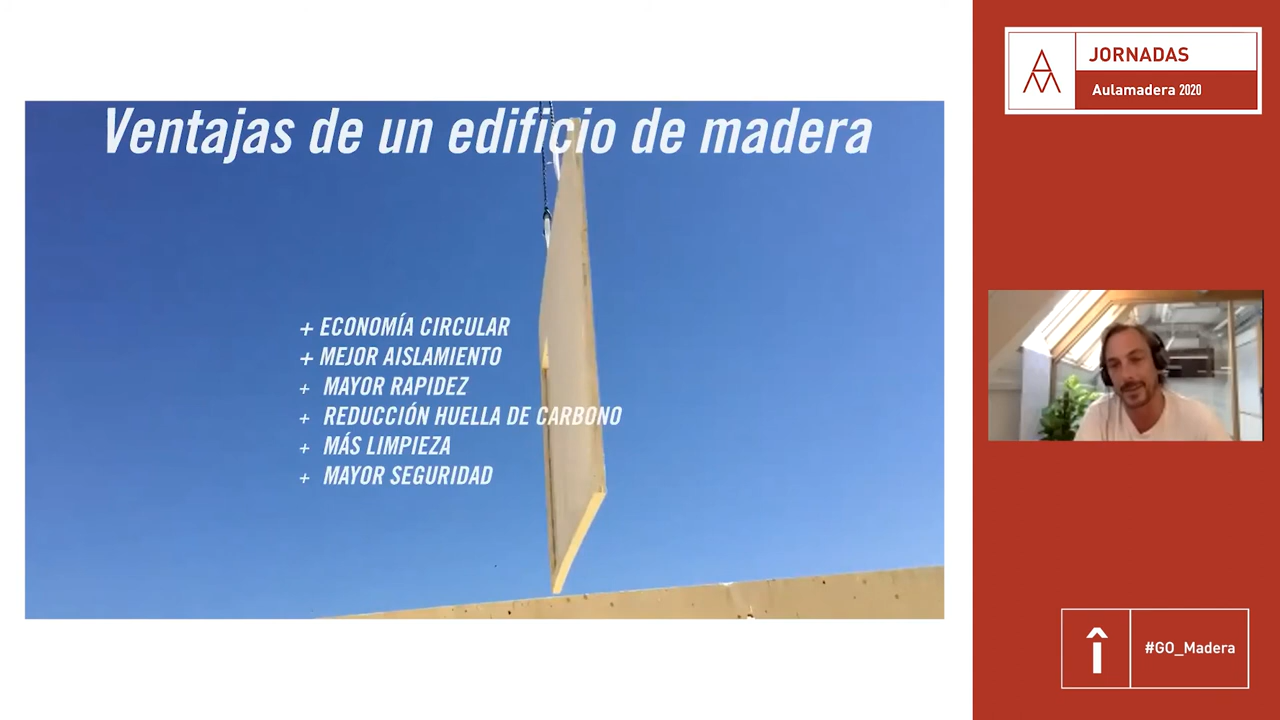 Ventajas de un edificio de madera
+ ECONOMÍA CIRCULAR
+ MEJOR AISLAMIENTO
+ MAYOR RAPIDEZ
+ REDUCCIÓN HUELLA DE CARBONO
+ MÁS LIMPIEZA
+ MAYOR SEGURIDAD
JORNADAS
Aulamadera 2020
#GO_Madera